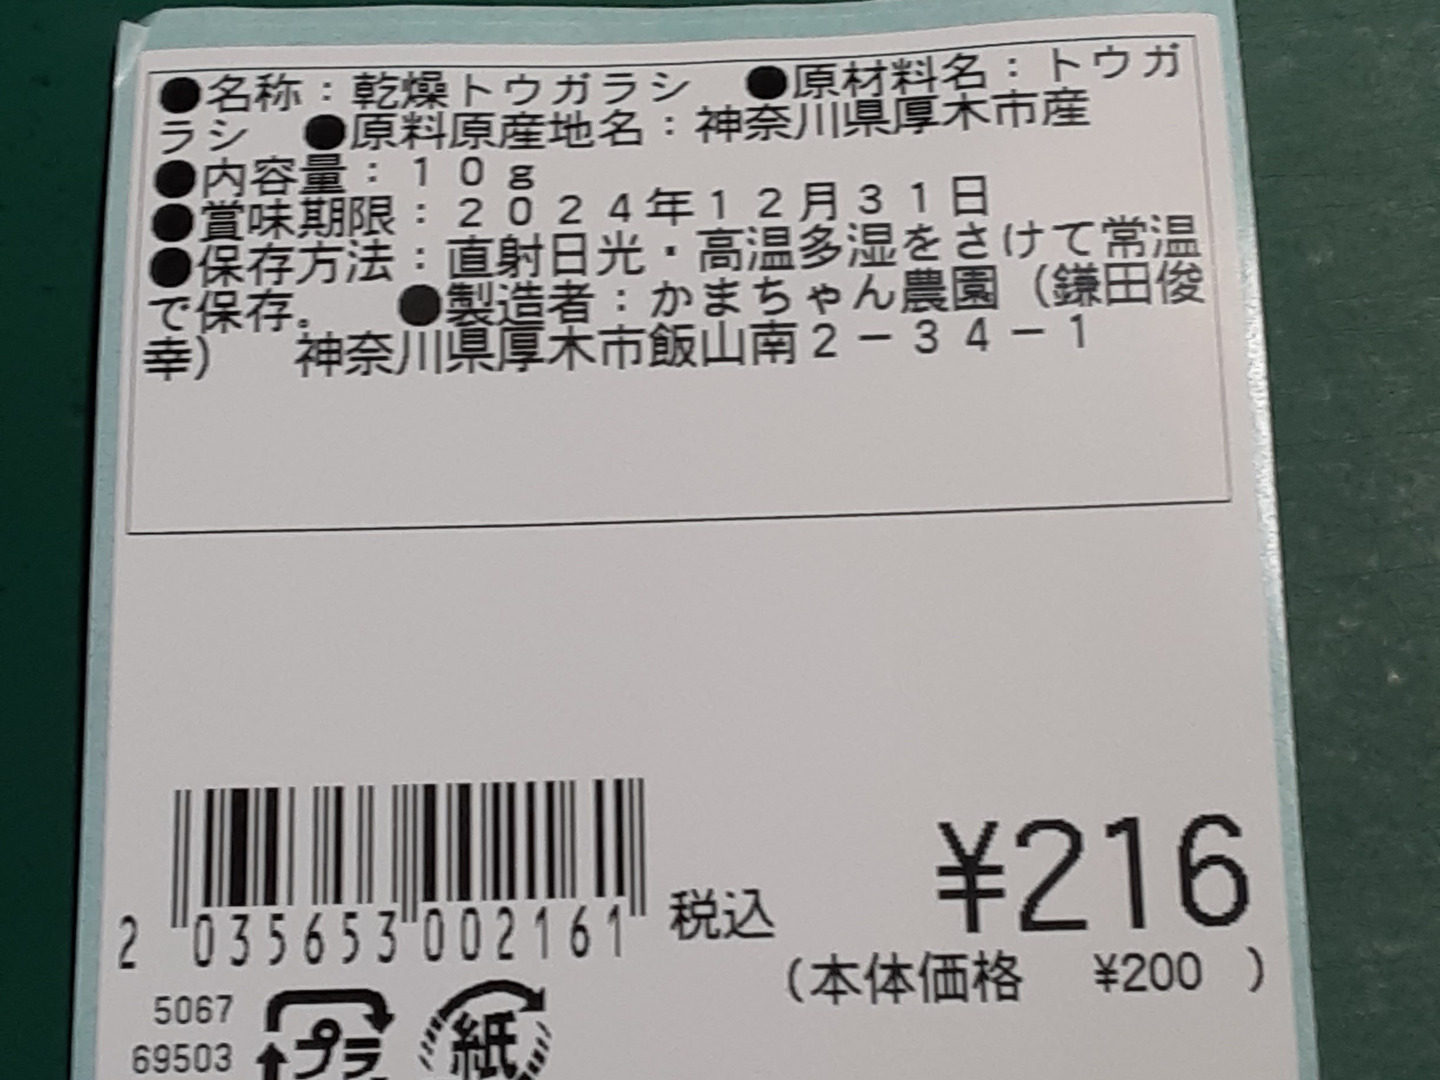 ●名称：乾燥トウガラシ　●原材料名：トウガ
ラシ　●原料原産地名：神奈川県厚木市産
●内容量：１０ｇ
●賞味期限：２０２４年１２月３１日
●保存方法：直射日光・高温多湿をさけて常温
で保存。　●製造者：かまちゃん農園（鎌田俊
幸）　神奈川県厚木市飯山南２－３４－１
2 035653 002161
税込 ¥216
（本体価格 ¥200 ）
5067
69503
プラ
紙